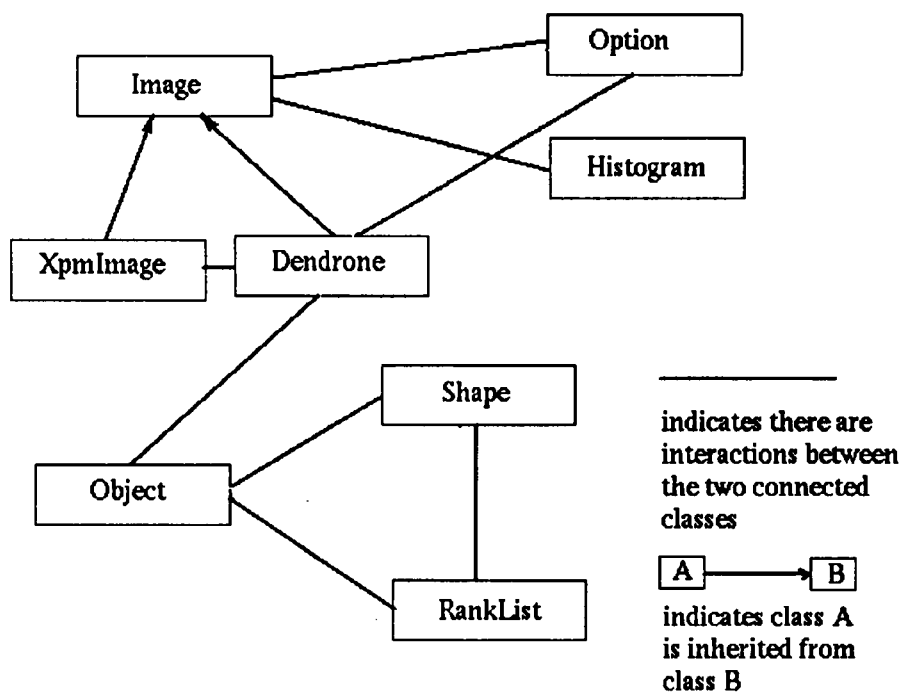 Option
Image
Histogram
XpmImage
Dendrone
Shape
Object
RankList
indicates there are
interactions between
the two connected
classes
A
B
indicates class A
is inherited from
class B